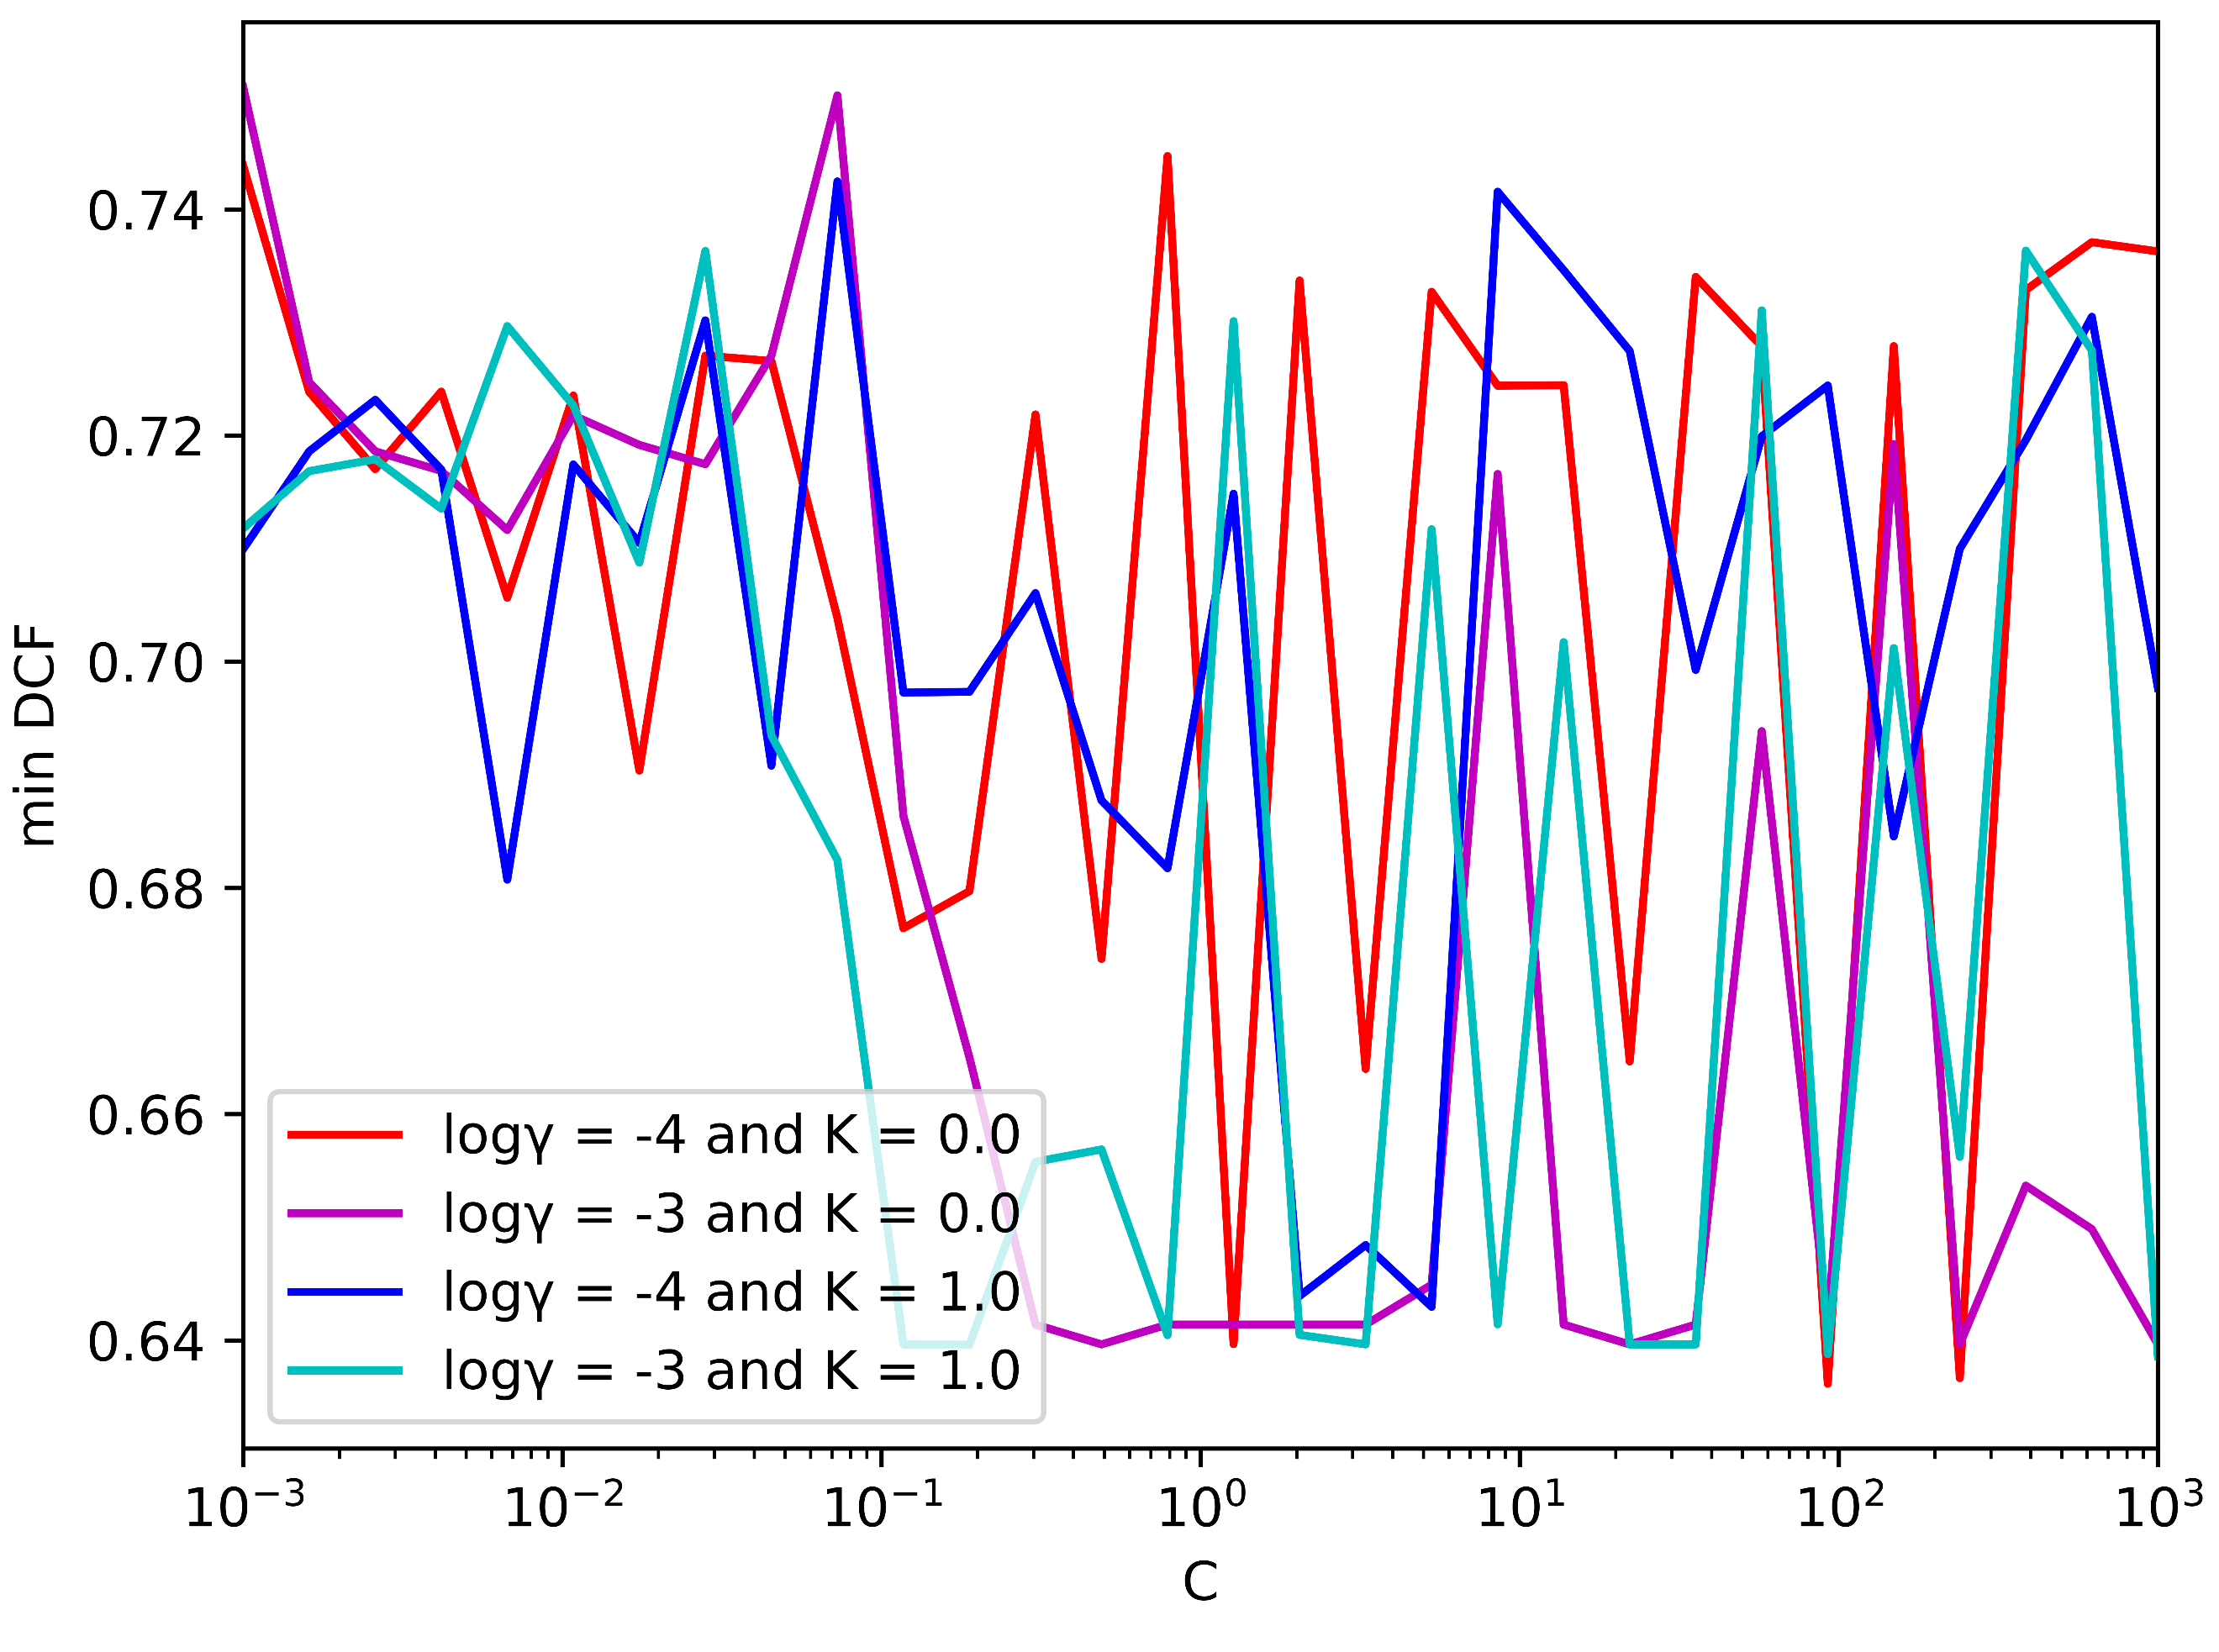 0.74
0.72
0.70
0.68
0.66
0.64
min DCF
logγ = -4 and K = 0.0
logγ = -3 and K = 0.0
logγ = -4 and K = 1.0
logγ = -3 and K = 1.0
10⁻³ 10⁻² 10⁻¹ 10⁰ 10¹ 10² 10³
C